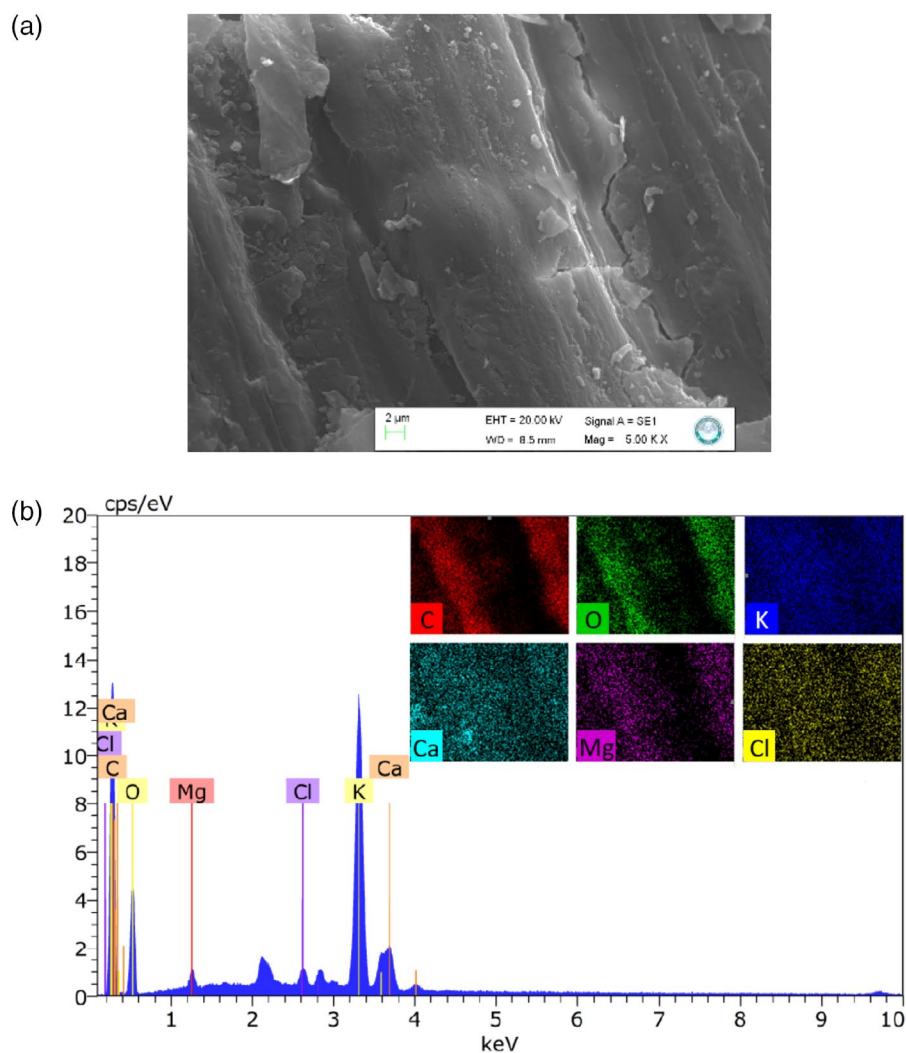 (a)
2 µm
EHT = 20.00 kV
Signal A = SE1
WD = 8.5 mm
Mag = 5.00 K X
(b)
cps/eV
20
18
16
14
12
10
8
6
4
2
0
C
O
K
Ca
Mg
Cl
Ca
Cl
C
O
Mg
Cl
K
Ca
1
2
3
4
5
6
7
8
9
10
keV